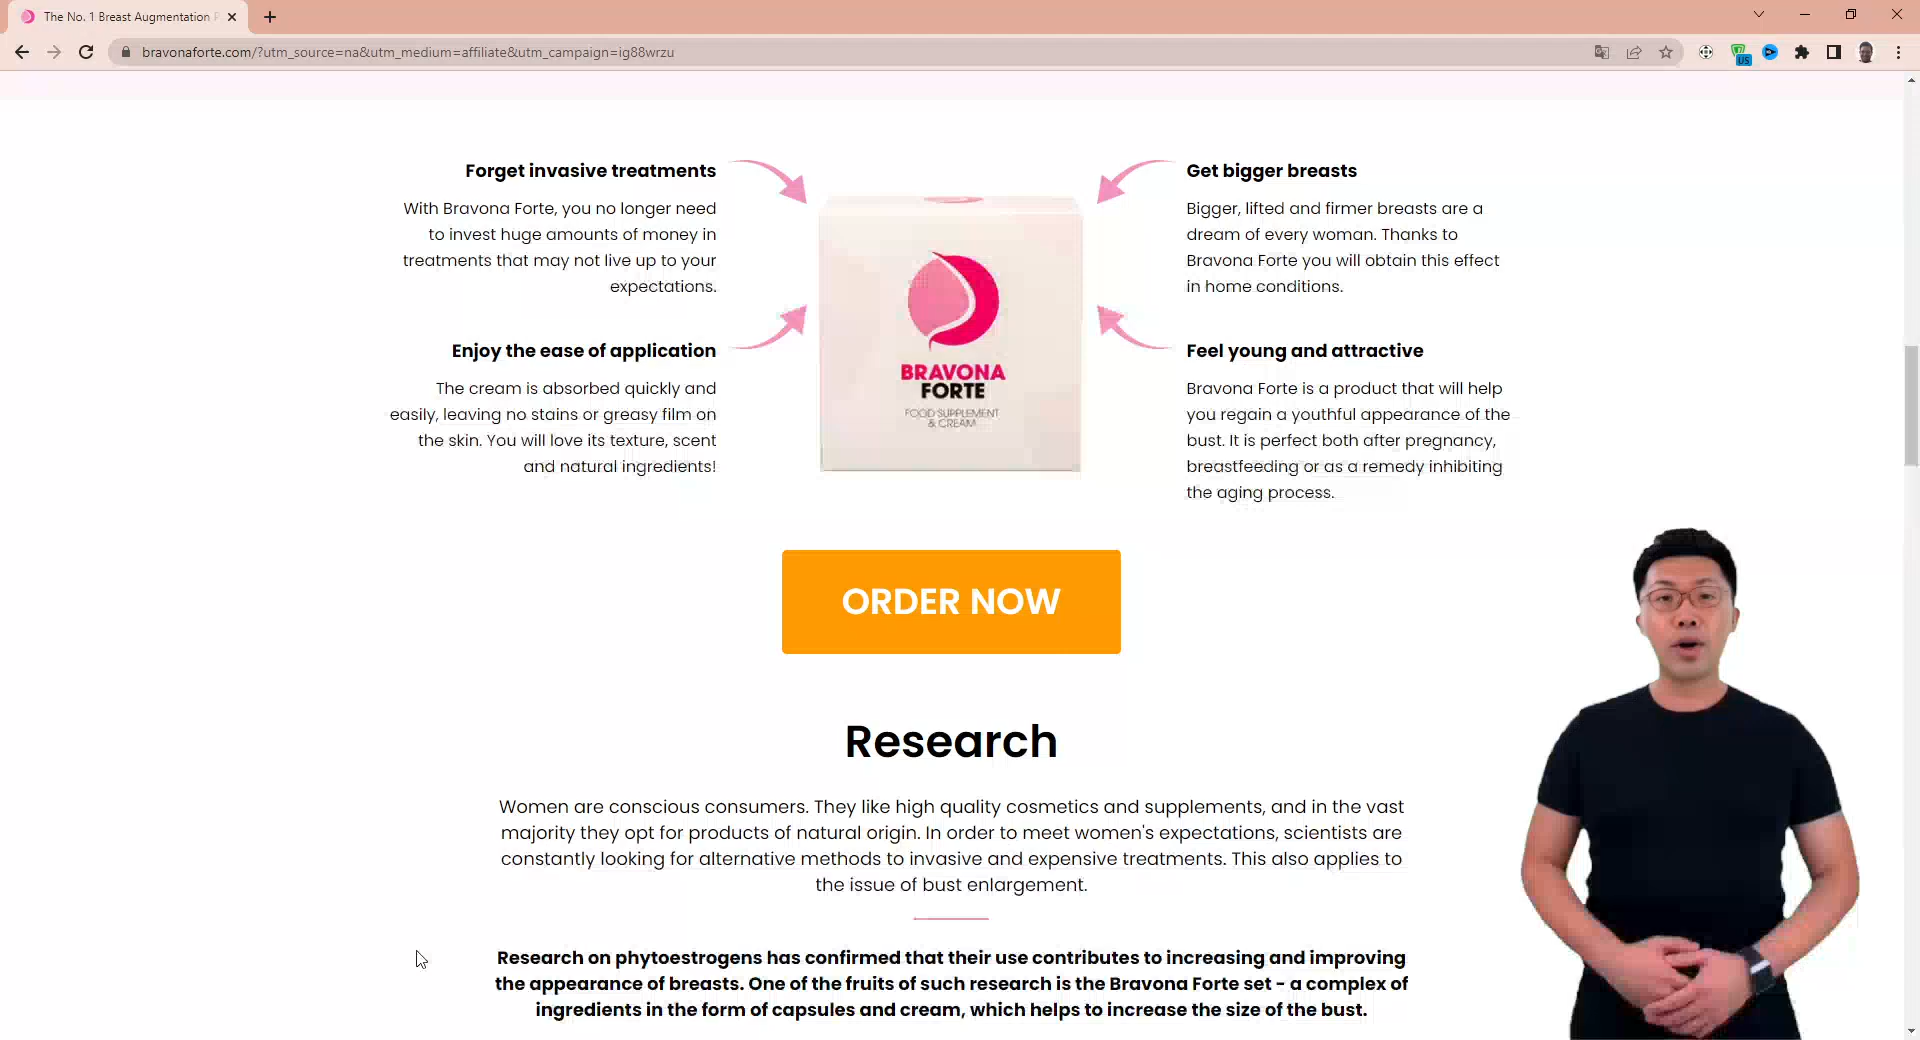 The No. 1 Breast Augmentation P
bravonaforte.com/?utm_source=na&utm_medium=affiliate&utm_campaign=ig88wrzu
US
Forget invasive treatments
With Bravona Forte, you no longer need
to invest huge amounts of money in
treatments that may not live up to your
expectations.
Enjoy the ease of application
The cream is absorbed quickly and
easily, leaving no stains or greasy film on
the skin. You will love its texture, scent
and natural ingredients!
BRAVONA
FORTE
FOOD SUPPLEMENT
& CREAM
Get bigger breasts
Bigger, lifted and firmer breasts are a
dream of every woman. Thanks to
Bravona Forte you will obtain this effect
in home conditions.
Feel young and attractive
Bravona Forte is a product that will help
you regain a youthful appearance of the
bust. It is perfect both after pregnancy,
breastfeeding or as a remedy inhibiting
the aging process.
ORDER NOW
Research
Women are conscious consumers. They like high quality cosmetics and supplements, and in the vast
majority they opt for products of natural origin. In order to meet women's expectations, scientists are
constantly looking for alternative methods to invasive and expensive treatments. This also applies to
the issue of bust enlargement.
Research on phytoestrogens has confirmed that their use contributes to increasing and improving
the appearance of breasts. One of the fruits of such research is the Bravona Forte set - a complex of
ingredients in the form of capsules and cream, which helps to increase the size of the bust.